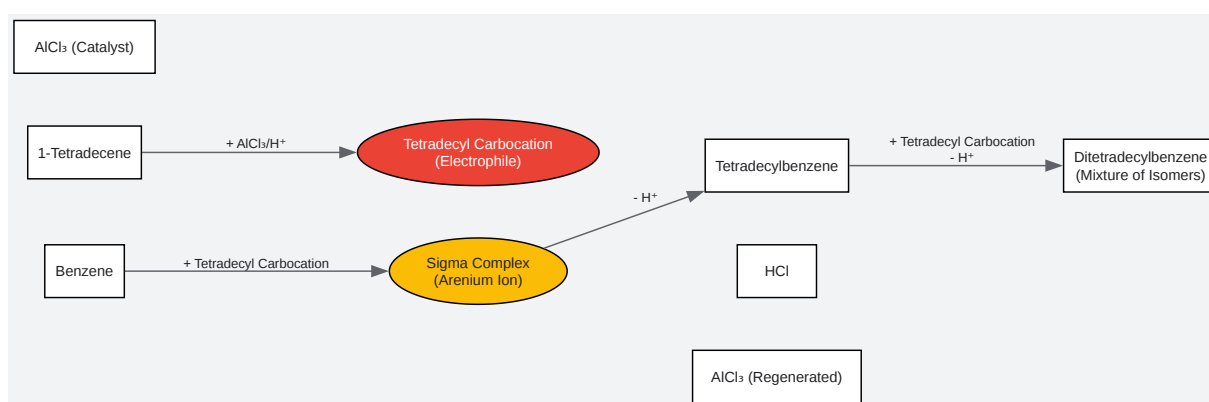 AlCl₃ (Catalyst)
1-Tetradecene
+ AlCl₃/H⁺
Tetradecyl Carbocation
(Electrophile)
Benzene
+ Tetradecyl Carbocation
Sigma Complex
(Arenium Ion)
- H⁺
Tetradecylbenzene
+ Tetradecyl Carbocation
- H⁺
Ditetradecylbenzene
(Mixture of Isomers)
HCl
AlCl₃ (Regenerated)